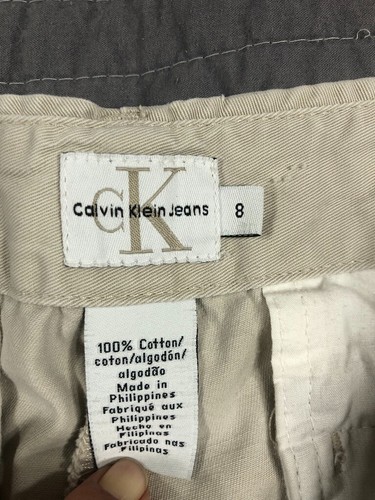 CK
Calvin Klein Jeans
8
100% Cotton/
coton/algodón/
algodão
Made in
Philippines
Fabriqué aux
Philippines
Hecho en
Filipinas
Fabricado nas
Filipinas